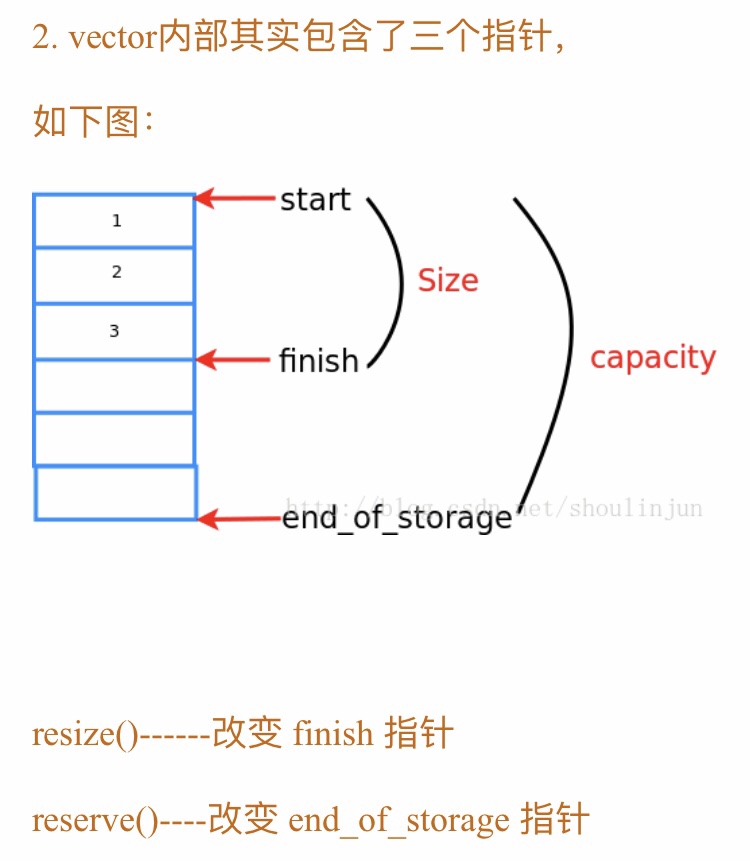 2. vector内部其实包含了三个指针，
如下图：
start
1
2
Size
3
finish
capacity
http://blog.csdn.net/shoulinjun
end_of_storage
resize()------改变 finish 指针
reserve()----改变 end_of_storage 指针